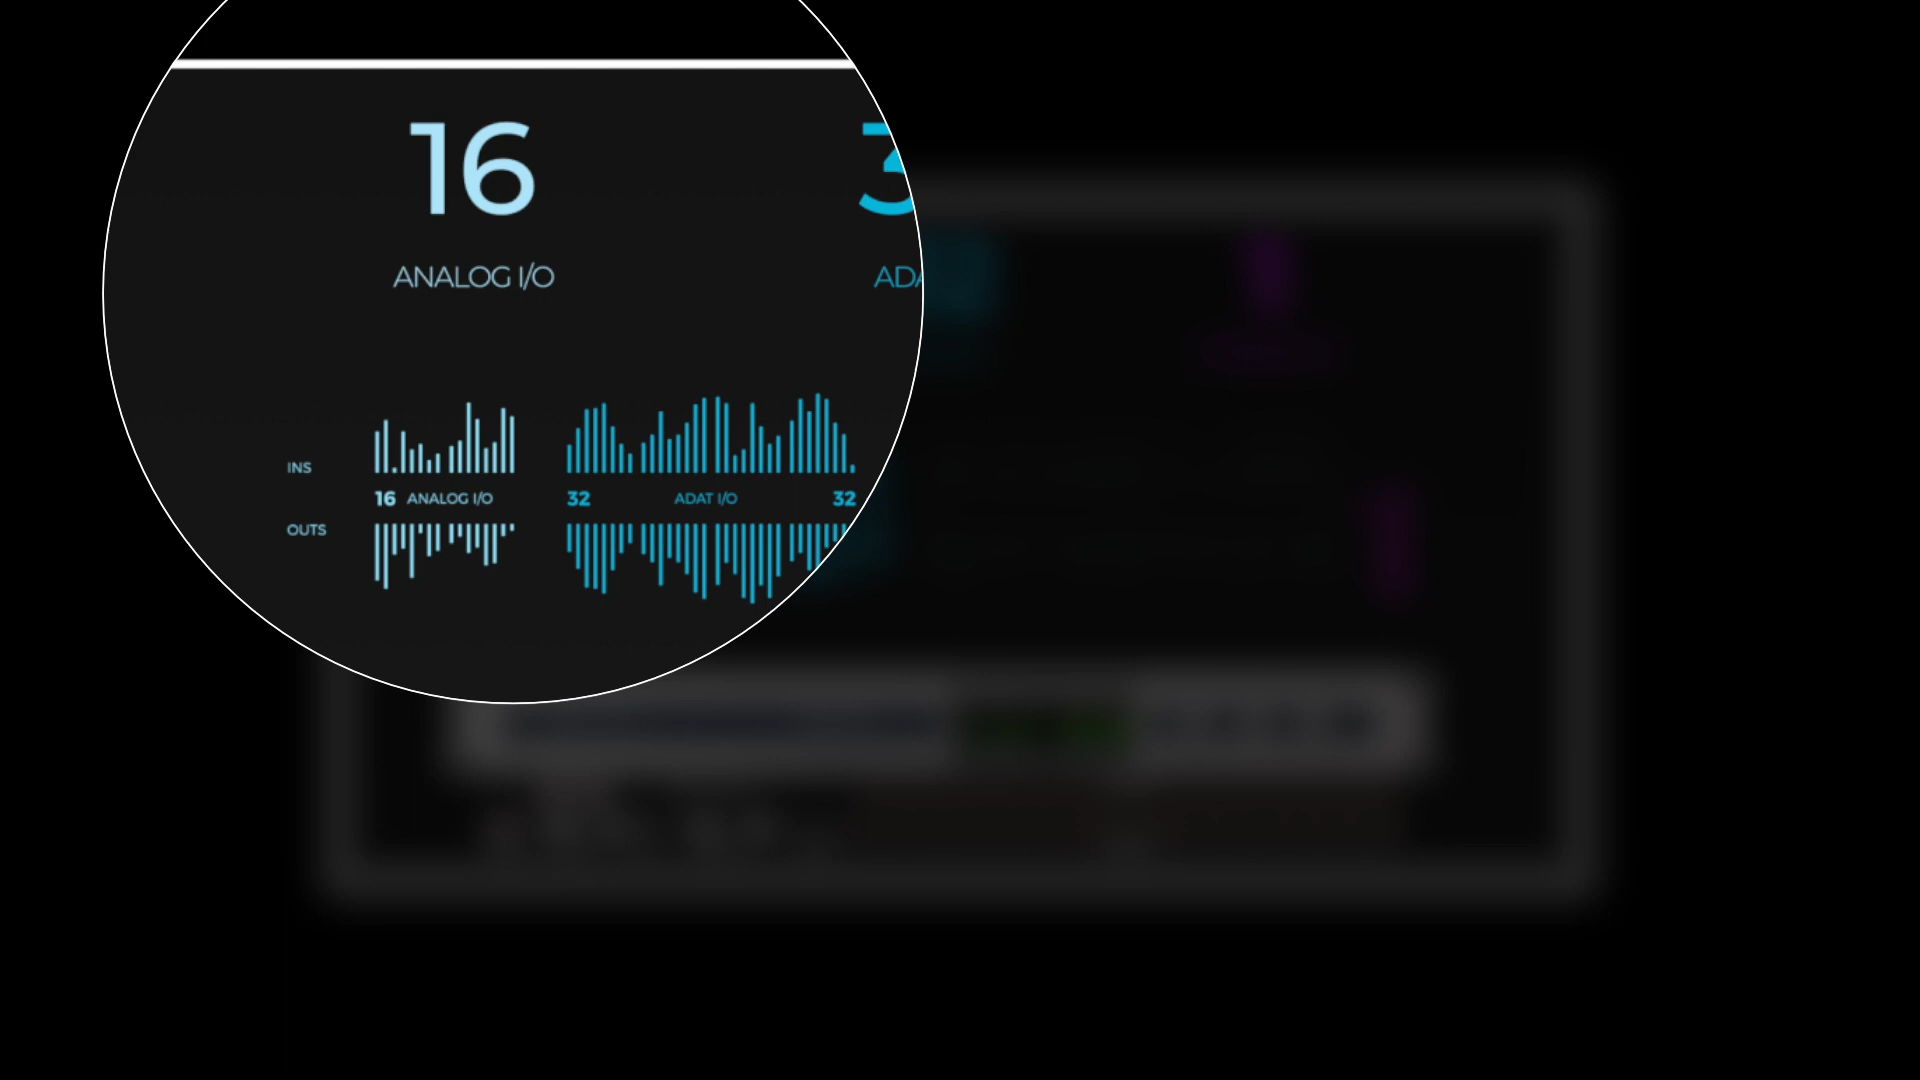 16
ANALOG I/O
INS
16 ANALOG I/O
32 ADAT I/O 32
OUTS